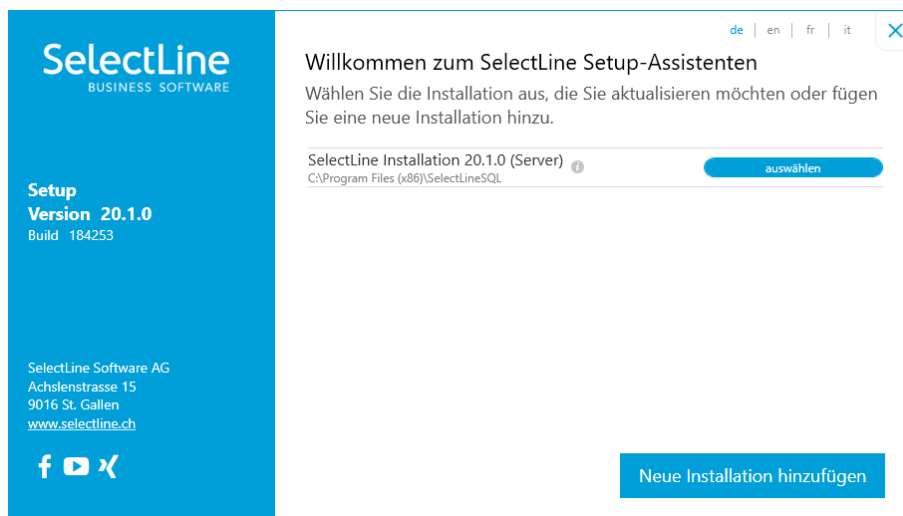 SelectLine
BUSINESS SOFTWARE
Setup
Version 20.1.0
Build 184253
SelectLine Software AG
Achslenstrasse 15
9016 St. Gallen
www.selectline.ch
de | en | fr | it
Willkommen zum SelectLine Setup-Assistenten
Wählen Sie die Installation aus, die Sie aktualisieren möchten oder fügen
Sie eine neue Installation hinzu.
SelectLine Installation 20.1.0 (Server)
C:\Program Files (x86)\SelectLineSQL
auswählen
Neue Installation hinzufügen